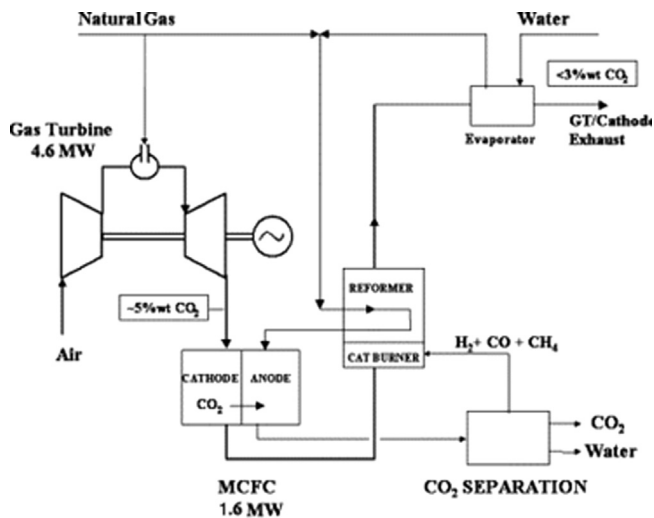 Natural Gas
Water
<3%wt CO₂
Gas Turbine
4.6 MW
Evaporator
GT/Cathode
Exhaust
~5%wt CO₂
REFORMER
Air
H₂+ CO + CH₄
CATHODE ANODE
CAT BURNER
CO₂
CO₂
Water
MCFC
1.6 MW
CO₂ SEPARATION